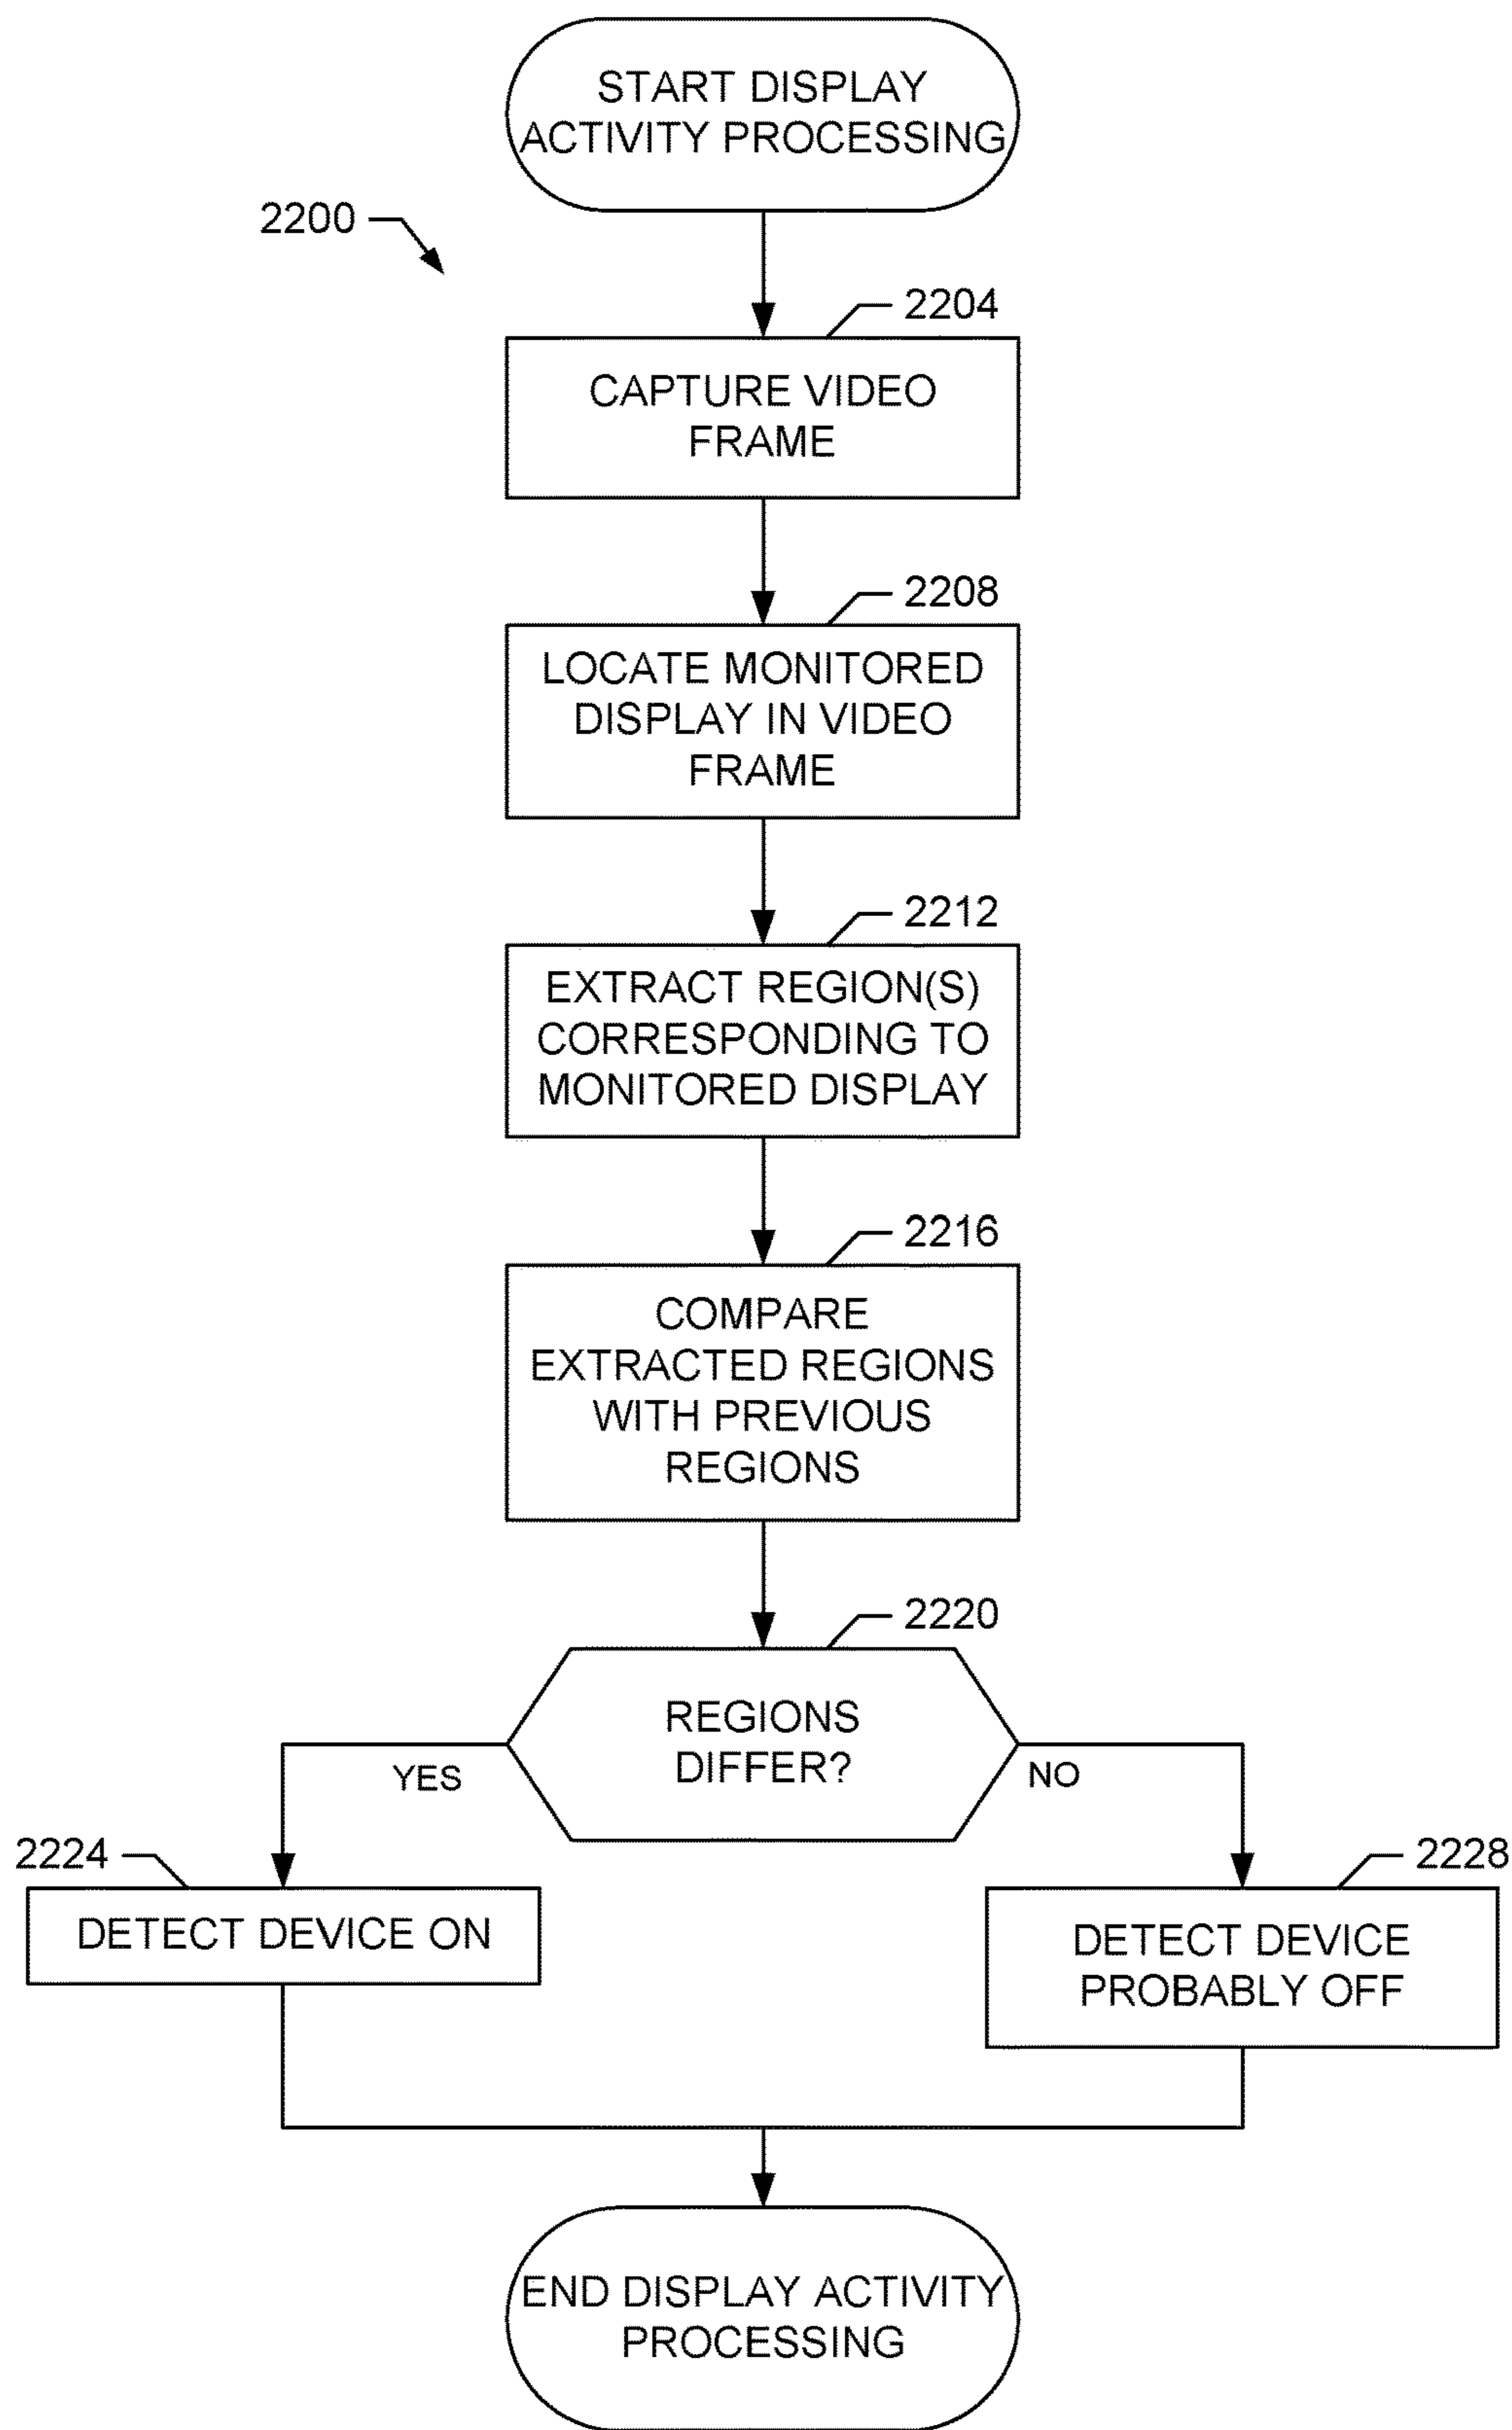 START DISPLAY
ACTIVITY PROCESSING
2200
2204
CAPTURE VIDEO
FRAME
2208
LOCATE MONITORED
DISPLAY IN VIDEO
FRAME
2212
EXTRACT REGION(S)
CORRESPONDING TO
MONITORED DISPLAY
2216
COMPARE
EXTRACTED REGIONS
WITH PREVIOUS
REGIONS
2220
REGIONS
DIFFER?
YES
NO
2224
DETECT DEVICE ON
2228
DETECT DEVICE
PROBABLY OFF
END DISPLAY ACTIVITY
PROCESSING